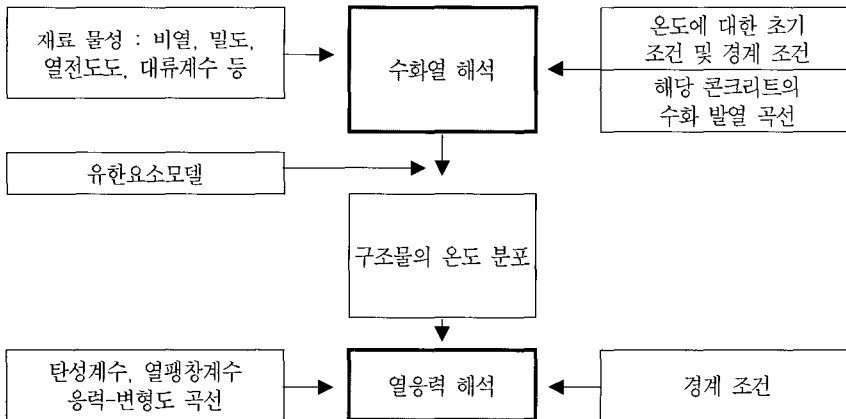 재료 물성 : 비열, 밀도,
열전도도, 대류계수 등
수화열 해석
온도에 대한 초기
조건 및 경계 조건
해당 콘크리트의
수화 발열 곡선
유한요소모델
구조물의 온도 분포
탄성계수, 열팽창계수
응력-변형도 곡선
열응력 해석
경계 조건